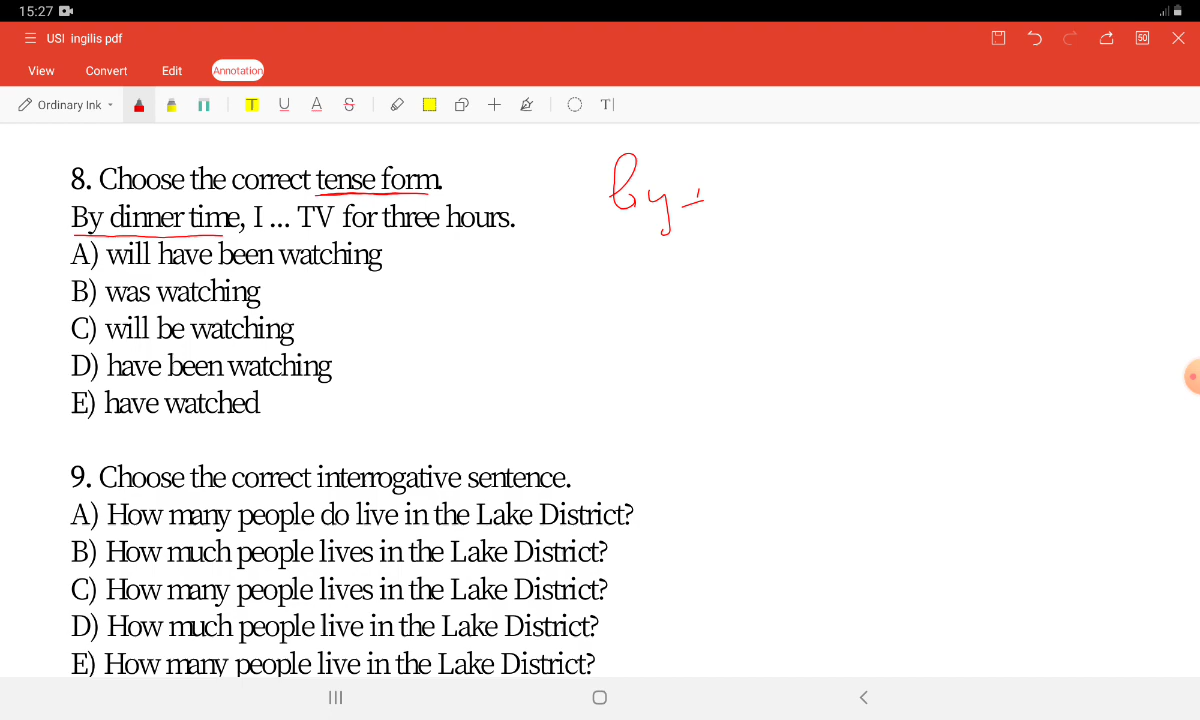 15:27
USI ingilis pdf
50
View Convert Edit Annotation
Ordinary Ink T U A S T
8. Choose the correct tense form.
By dinner time, I ... TV for three hours.
A) will have been watching
B) was watching
C) will be watching
D) have been watching
E) have watched
by -
9. Choose the correct interrogative sentence.
A) How many people do live in the Lake District?
B) How much people lives in the Lake District?
C) How many people lives in the Lake District?
D) How much people live in the Lake District?
E) How many people live in the Lake District?